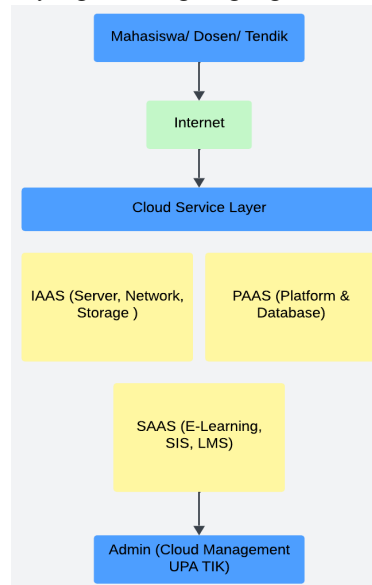 Mahasiswa/ Dosen/ Tendik
Internet
Cloud Service Layer
IAAS (Server, Network,
Storage )
PAAS (Platform &
Database)
SAAS (E-Learning,
SIS, LMS)
Admin (Cloud Management
UPA TIK)